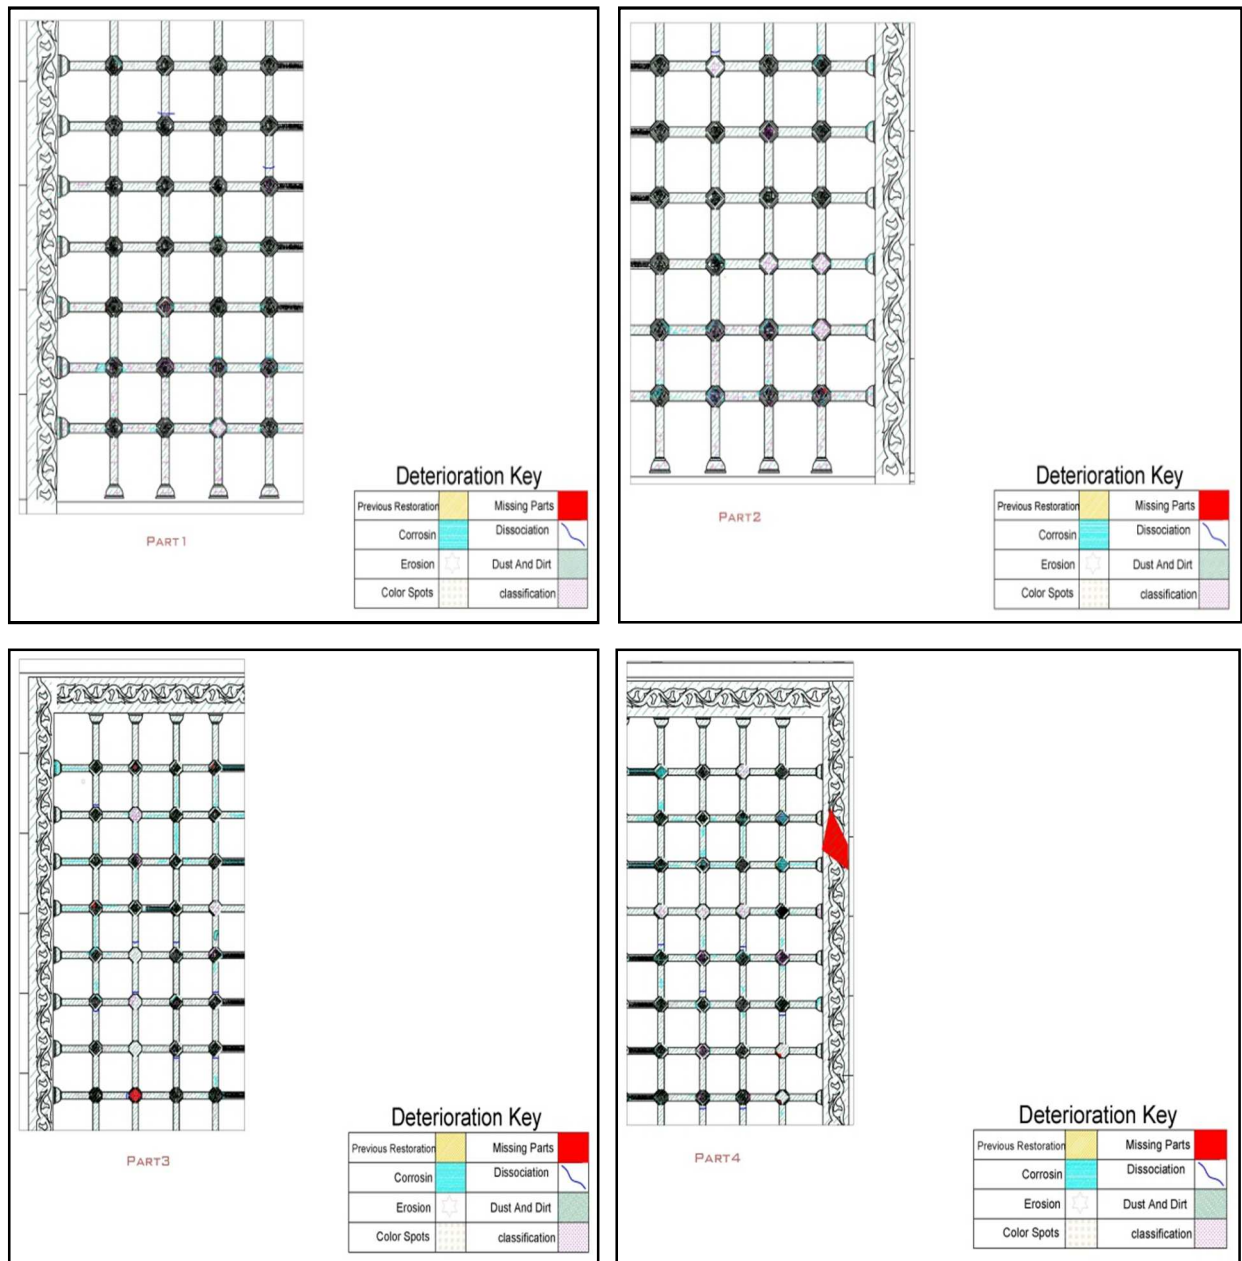 Deterioration Key
Previous Restoration Missing Parts
Corrosin Dissociation
Erosion Dust And Dirt
Color Spots classification
PART1
Deterioration Key
Previous Restoration Missing Parts
Corrosin Dissociation
Erosion Dust And Dirt
Color Spots classification
PART2
Deterioration Key
Previous Restoration Missing Parts
Corrosin Dissociation
Erosion Dust And Dirt
Color Spots classification
PART3
Deterioration Key
Previous Restoration Missing Parts
Corrosin Dissociation
Erosion Dust And Dirt
Color Spots classification
PART4